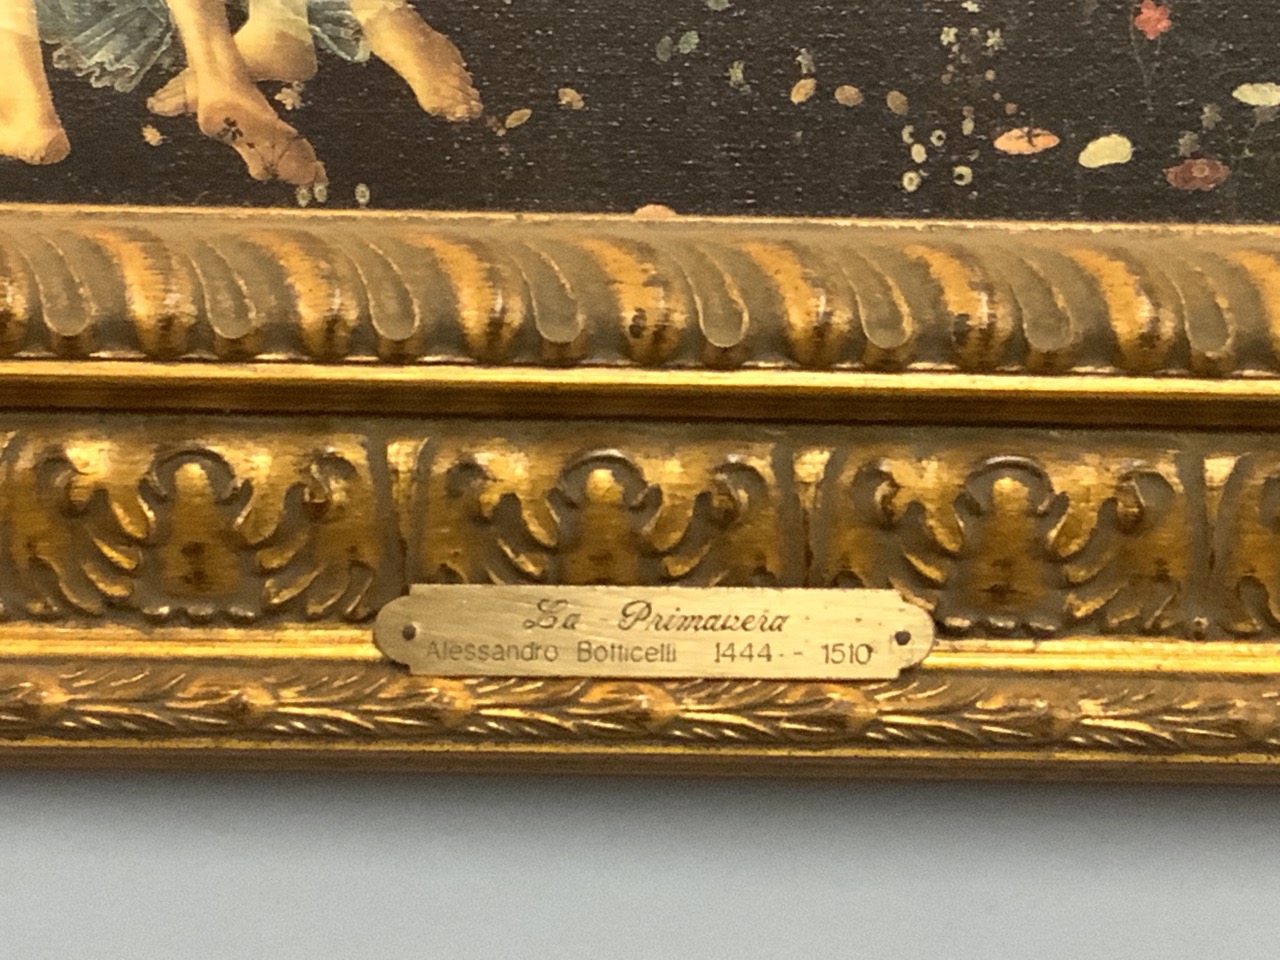 La Primavera
Alessandro Botticelli 1444 - 1510